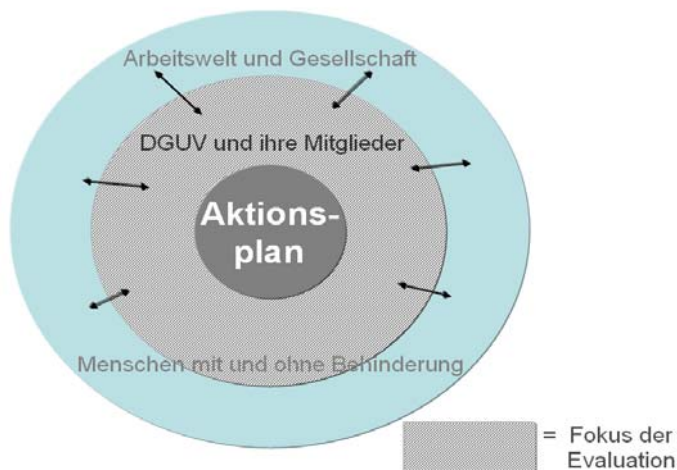 Arbeitswelt und Gesellschaft
DGUV und ihre Mitglieder
Aktions-
plan
Menschen mit und ohne Behinderung
= Fokus der
Evaluation